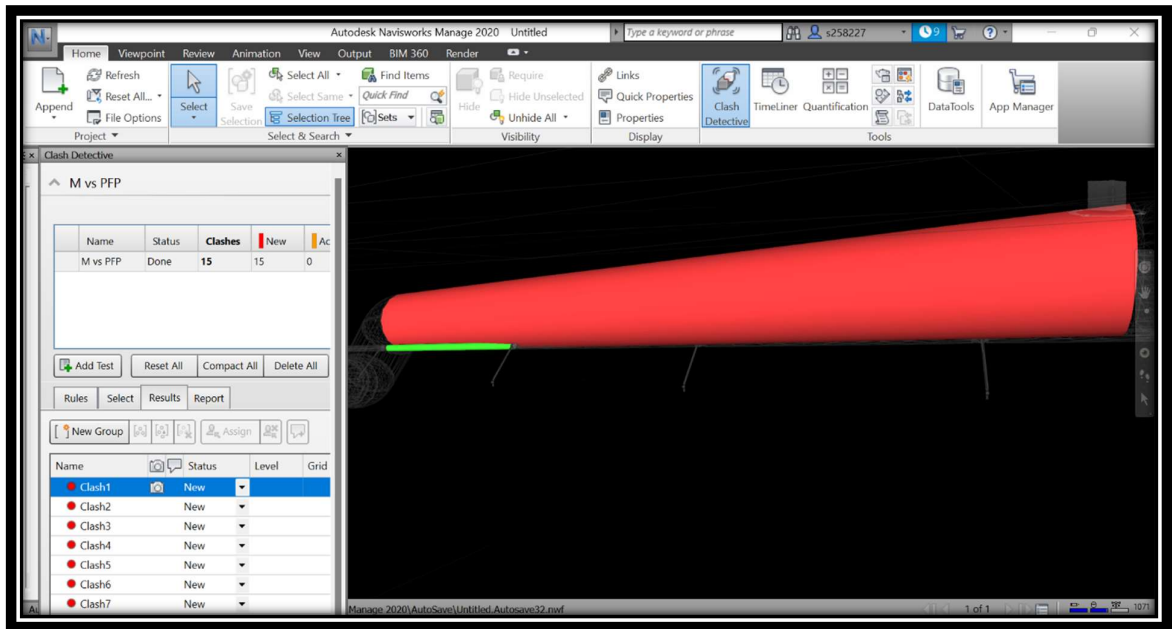 Autodesk Navisworks Manage 2020 Untitled
Type a keyword or phrase
s258227
9
Home Viewpoint Review Animation View Output BIM 360 Render
Append
Refresh
Reset All...
File Options
Project
Select
Save Selection
Select All
Select Same
Selection Tree
Find Items
Quick Find
Sets
Select & Search
Hide
Require
Hide Unselected
Unhide All
Visibility
Links
Quick Properties
Properties
Display
Clash Detective
TimeLiner
Quantification
DataTools
App Manager
Tools
Clash Detective
M vs PFP
Name Status Clashes New Ac
M vs PFP Done 15 15 0
Add Test Reset All Compact All Delete All
Rules Select Results Report
New Group Assign
Name Status Level Grid
Clash1 New
Clash2 New
Clash3 New
Clash4 New
Clash5 New
Clash6 New
Clash7 New
Au
Manage 2020\AutoSave\Untitled.Autosave32.nwf
1 of 1
1071